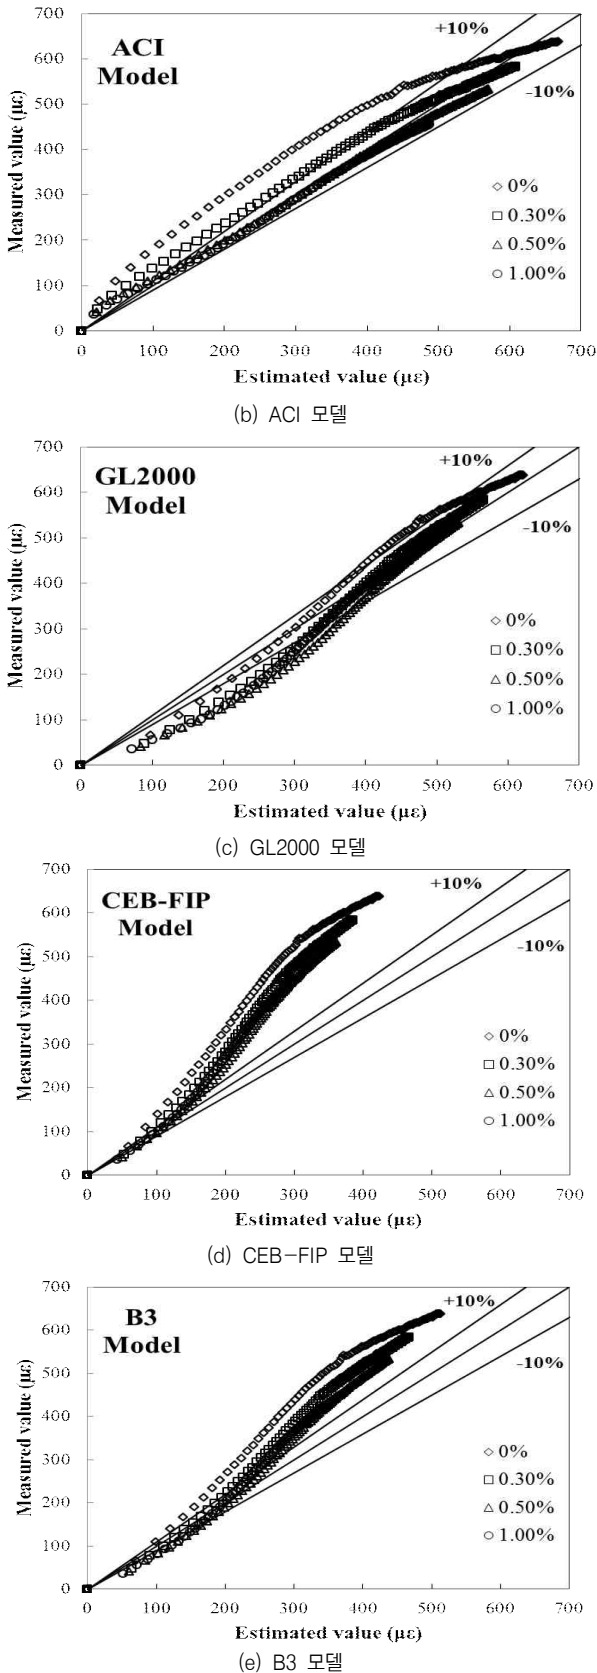 ACI
Model
+10%
-10%
Measured value (με)
700
600
500
400
300
200
100
0
◇ 0%
□ 0.30%
△ 0.50%
○ 1.00%
0 100 200 300 400 500 600 700
Estimated value (με)
(b) ACI 모델
GL2000
Model
+10%
-10%
Measured value (με)
700
600
500
400
300
200
100
0
◇ 0%
□ 0.30%
△ 0.50%
○ 1.00%
0 100 200 300 400 500 600 700
Estimated value (με)
(c) GL2000 모델
CEB-FIP
Model
+10%
-10%
Measured value (με)
700
600
500
400
300
200
100
0
◇ 0%
□ 0.30%
△ 0.50%
○ 1.00%
0 100 200 300 400 500 600 700
Estimated value (με)
(d) CEB-FIP 모델
B3
Model
+10%
-10%
Measured value (με)
700
600
500
400
300
200
100
0
◇ 0%
□ 0.30%
△ 0.50%
○ 1.00%
0 100 200 300 400 500 600 700
Estimated value (με)
(e) B3 모델